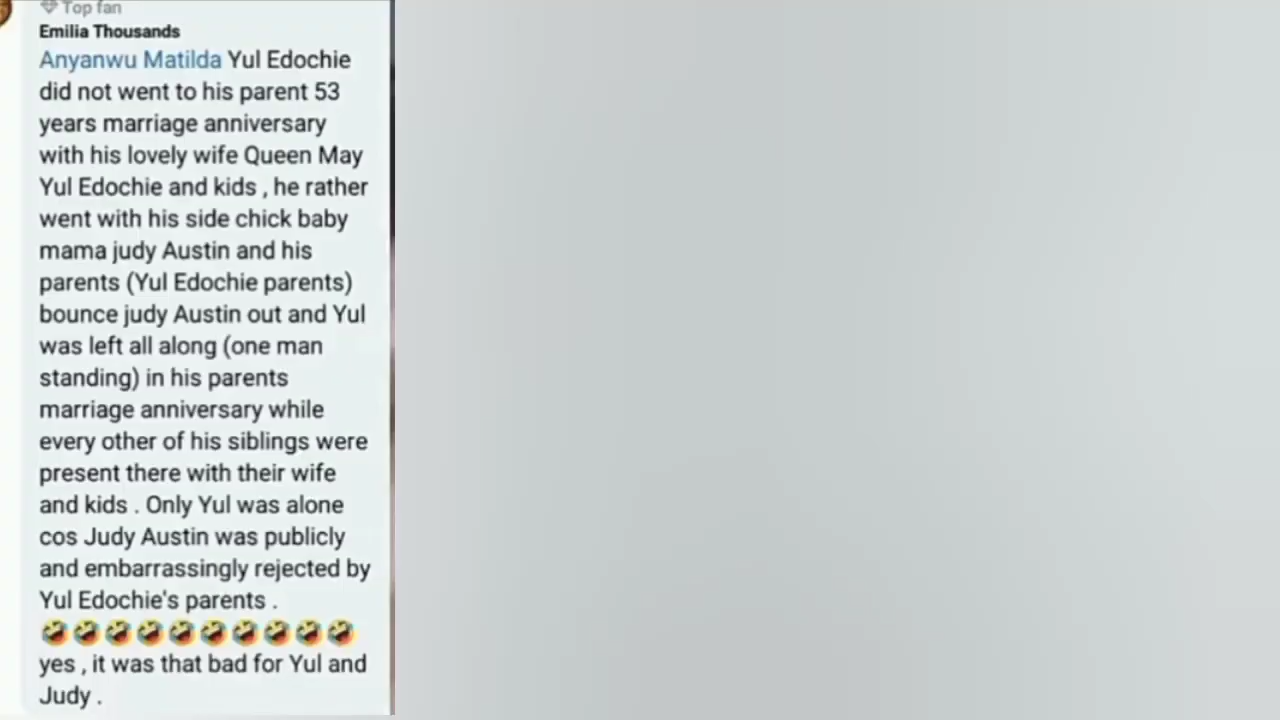 Top fan
Emilia Thousands
Anyanwu Matilda Yul Edochie
did not went to his parent 53
years marriage anniversary
with his lovely wife Queen May
Yul Edochie and kids , he rather
went with his side chick baby
mama judy Austin and his
parents (Yul Edochie parents)
bounce judy Austin out and Yul
was left all along (one man
standing) in his parents
marriage anniversary while
every other of his siblings were
present there with their wife
and kids . Only Yul was alone
cos Judy Austin was publicly
and embarrassingly rejected by
Yul Edochie's parents .
🤣🤣🤣🤣🤣🤣🤣🤣🤣🤣
yes , it was that bad for Yul and
Judy .